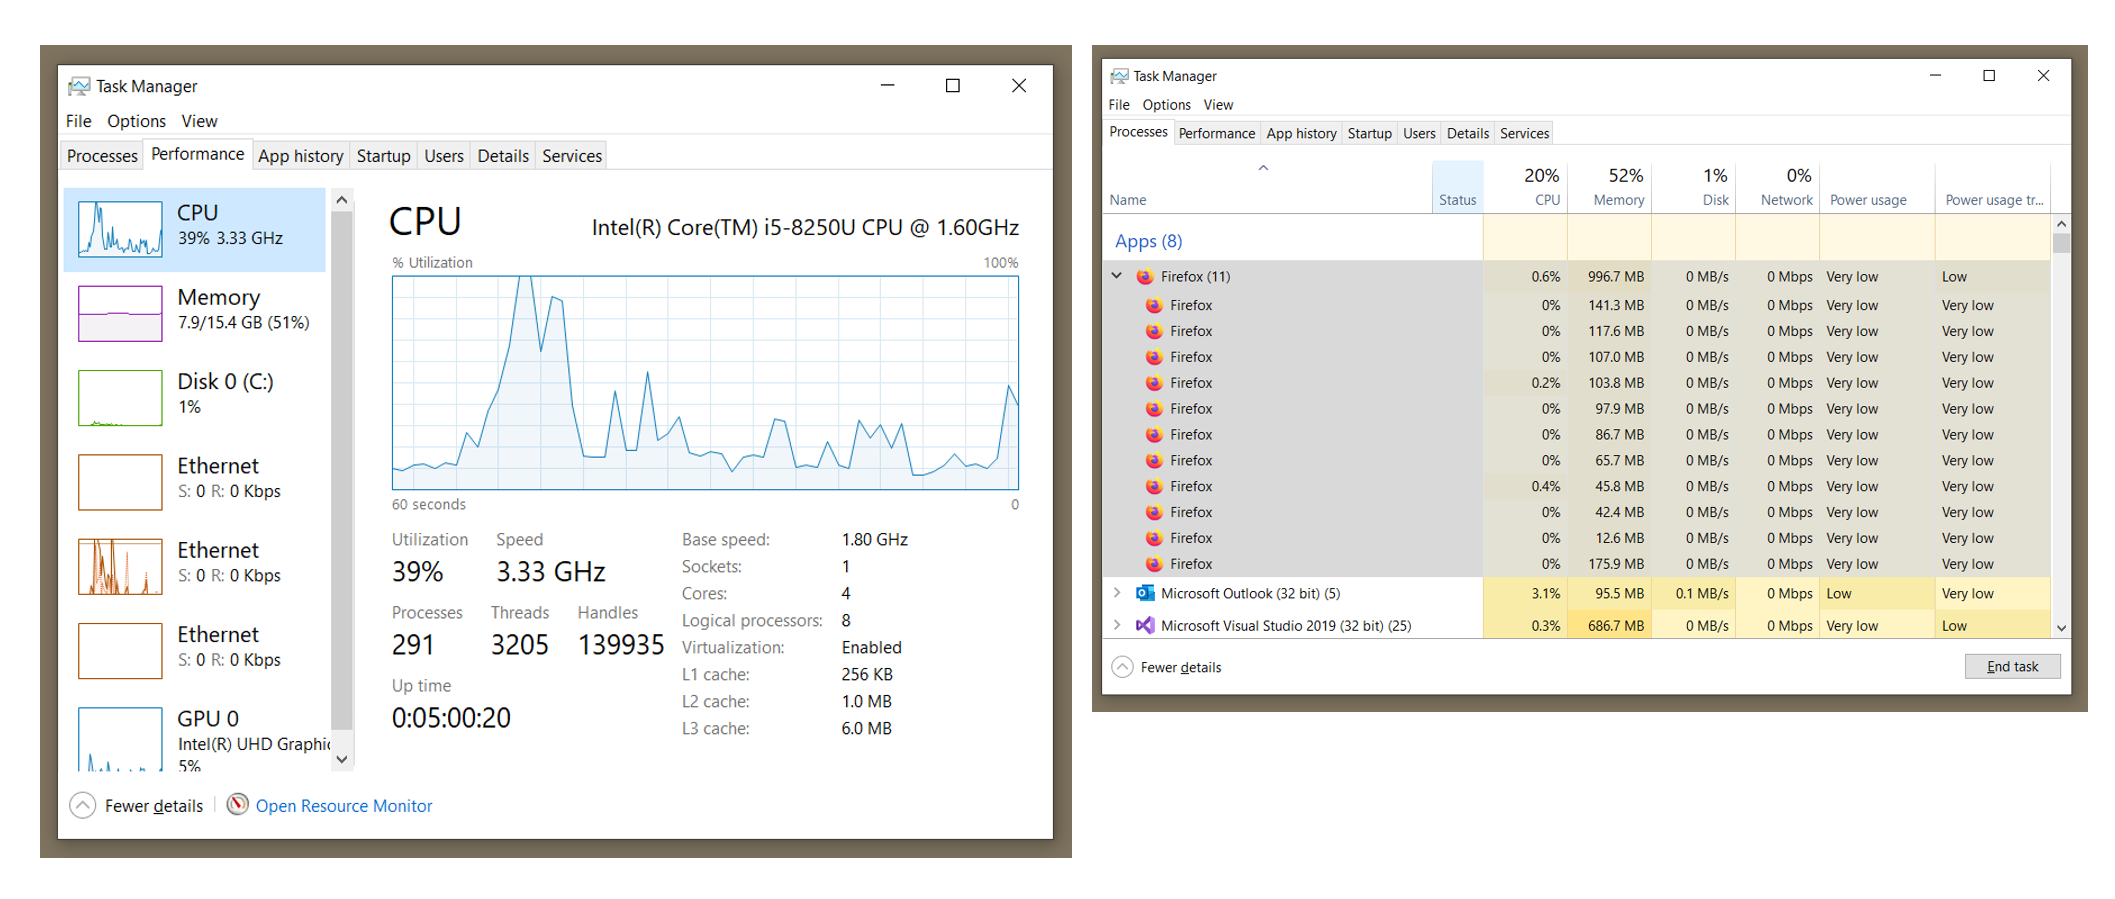 Task Manager
File Options View
Processes Performance App history Startup Users Details Services
CPU
39% 3.33 GHz
Memory
7.9/15.4 GB (51%)
Disk 0 (C:)
1%
Ethernet
S: 0 R: 0 Kbps
Ethernet
S: 0 R: 0 Kbps
Ethernet
S: 0 R: 0 Kbps
GPU 0
Intel(R) UHD Graphic
5%
CPU Intel(R) Core(TM) i5-8250U CPU @ 1.60GHz
% Utilization 100%
60 seconds 0
Utilization Speed
39% 3.33 GHz
Processes Threads Handles
291 3205 139935
Up time
0:05:00:20
Base speed: 1.80 GHz
Sockets: 1
Cores: 4
Logical processors: 8
Virtualization: Enabled
L1 cache: 256 KB
L2 cache: 1.0 MB
L3 cache: 6.0 MB
Fewer details Open Resource Monitor
Task Manager
File Options View
Processes Performance App history Startup Users Details Services
20% 52% 1% 0%
Name Status CPU Memory Disk Network Power usage Power usage tr...
Apps (8)
Firefox (11) 0.6% 996.7 MB 0 MB/s 0 Mbps Very low Low
Firefox 0% 141.3 MB 0 MB/s 0 Mbps Very low Very low
Firefox 0% 117.6 MB 0 MB/s 0 Mbps Very low Very low
Firefox 0% 107.0 MB 0 MB/s 0 Mbps Very low Very low
Firefox 0.2% 103.8 MB 0 MB/s 0 Mbps Very low Very low
Firefox 0% 97.9 MB 0 MB/s 0 Mbps Very low Very low
Firefox 0% 86.7 MB 0 MB/s 0 Mbps Very low Very low
Firefox 0% 65.7 MB 0 MB/s 0 Mbps Very low Very low
Firefox 0.4% 45.8 MB 0 MB/s 0 Mbps Very low Very low
Firefox 0% 42.4 MB 0 MB/s 0 Mbps Very low Very low
Firefox 0% 12.6 MB 0 MB/s 0 Mbps Very low Very low
Firefox 0% 175.9 MB 0 MB/s 0 Mbps Very low Very low
Microsoft Outlook (32 bit) (5) 3.1% 95.5 MB 0.1 MB/s 0 Mbps Low Very low
Microsoft Visual Studio 2019 (32 bit) (25) 0.3% 686.7 MB 0 MB/s 0 Mbps Very low Low
Fewer details End task